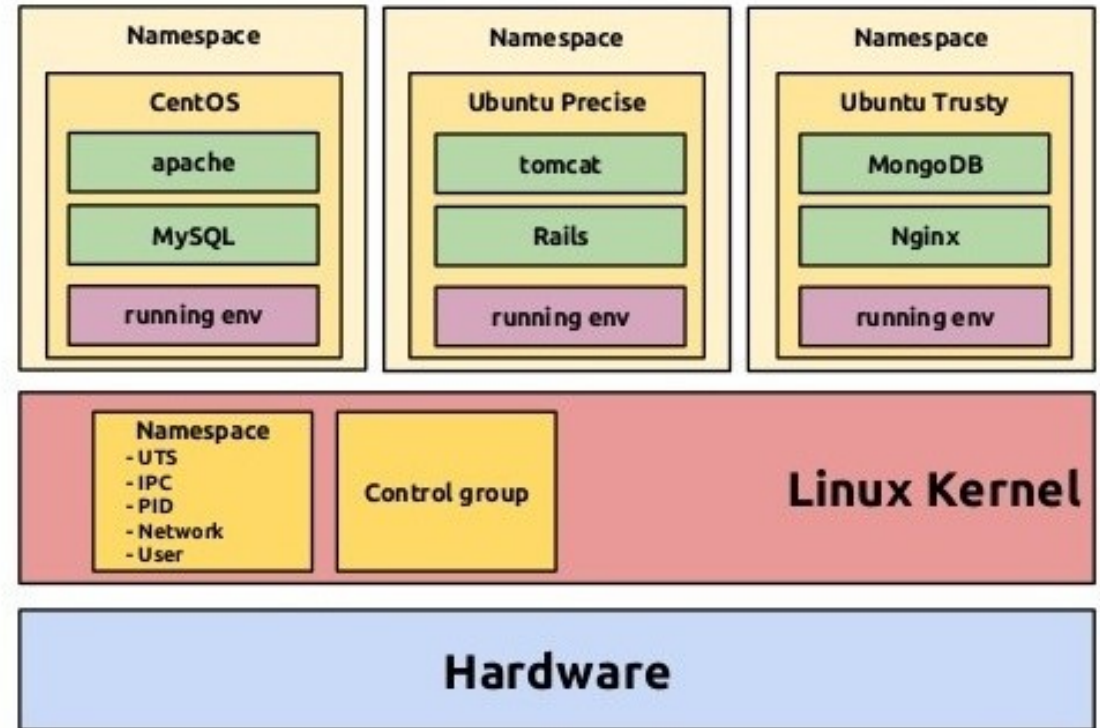 Namespace
CentOS
apache
MySQL
running env
Namespace
Ubuntu Precise
tomcat
Rails
running env
Namespace
Ubuntu Trusty
MongoDB
Nginx
running env
Namespace
- UTS
- IPC
- PID
- Network
- User
Control group
Linux Kernel
Hardware